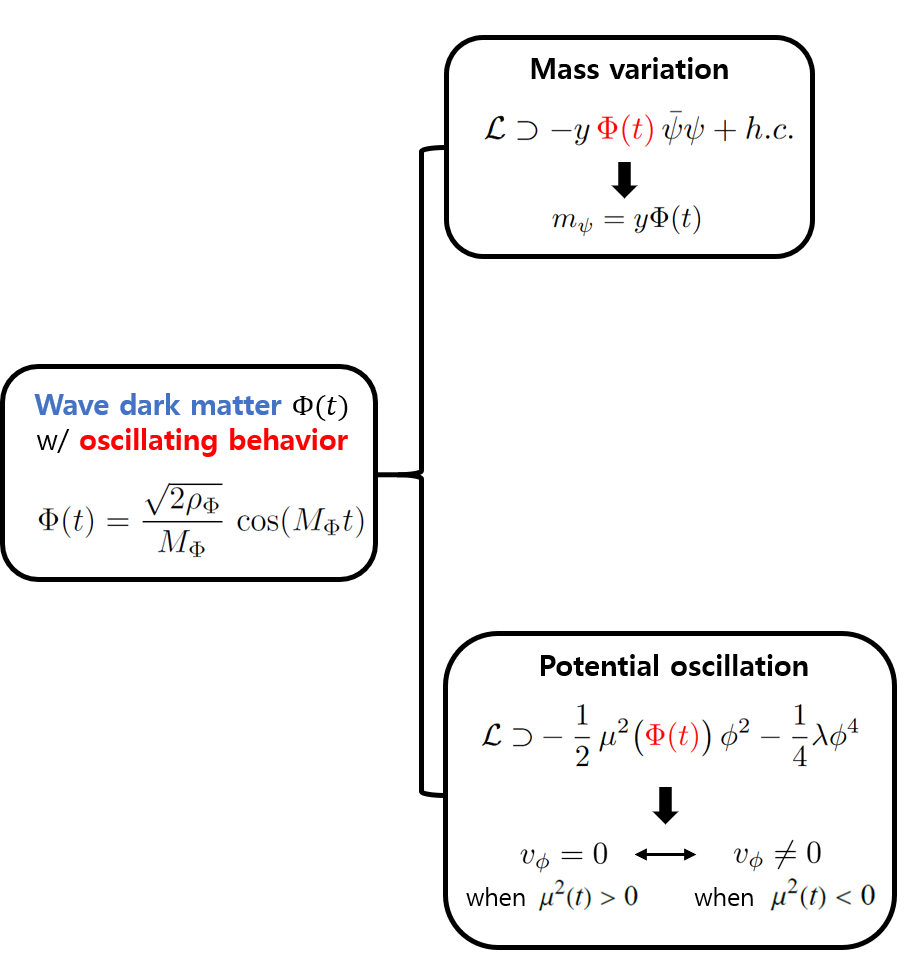 Mass variation
ℒ ⊃ −y Φ(t) ψ̄ψ + h.c.
m_ψ = yΦ(t)
Wave dark matter Φ(t)
w/ oscillating behavior
Φ(t) = √(2ρ_Φ)/M_Φ cos(M_Φt)
Potential oscillation
ℒ ⊃ − 1/2 μ²(Φ(t)) ϕ² − 1/4 λϕ⁴
v_ϕ = 0 ⟷ v_ϕ ≠ 0
when μ²(t) > 0 when μ²(t) < 0